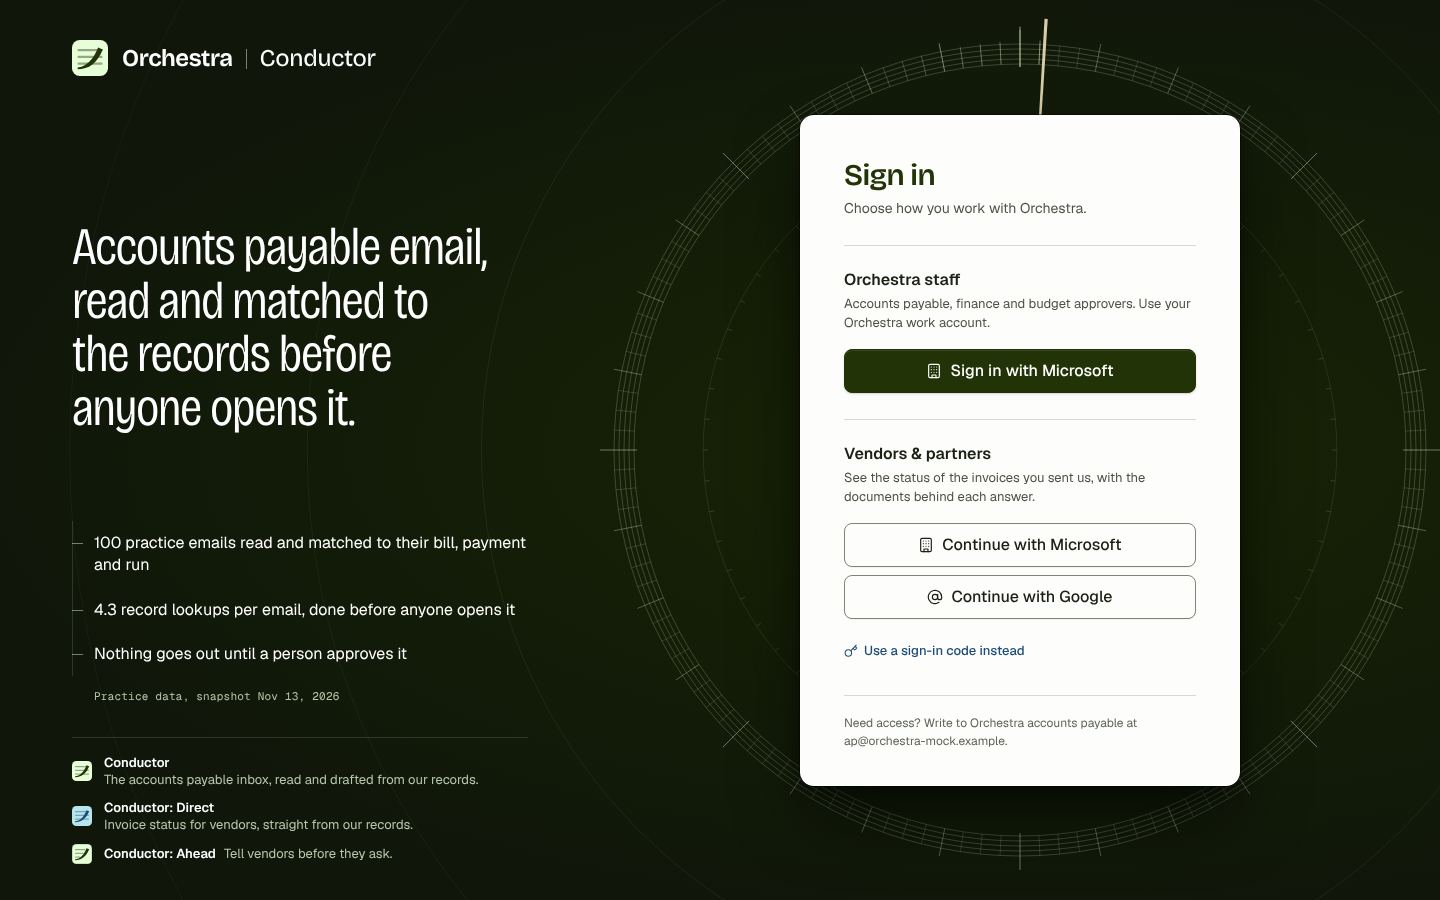 Orchestra | Conductor
Accounts payable email,
read and matched to
the records before
anyone opens it.
100 practice emails read and matched to their bill, payment
and run
4.3 record lookups per email, done before anyone opens it
Nothing goes out until a person approves it
Practice data, snapshot Nov 13, 2026
Conductor
The accounts payable inbox, read and drafted from our records.
Conductor: Direct
Invoice status for vendors, straight from our records.
Conductor: Ahead Tell vendors before they ask.
Sign in
Choose how you work with Orchestra.
Orchestra staff
Accounts payable, finance and budget approvers. Use your
Orchestra work account.
Sign in with Microsoft
Vendors & partners
See the status of the invoices you sent us, with the
documents behind each answer.
Continue with Microsoft
Continue with Google
Use a sign-in code instead
Need access? Write to Orchestra accounts payable at
ap@orchestra-mock.example.